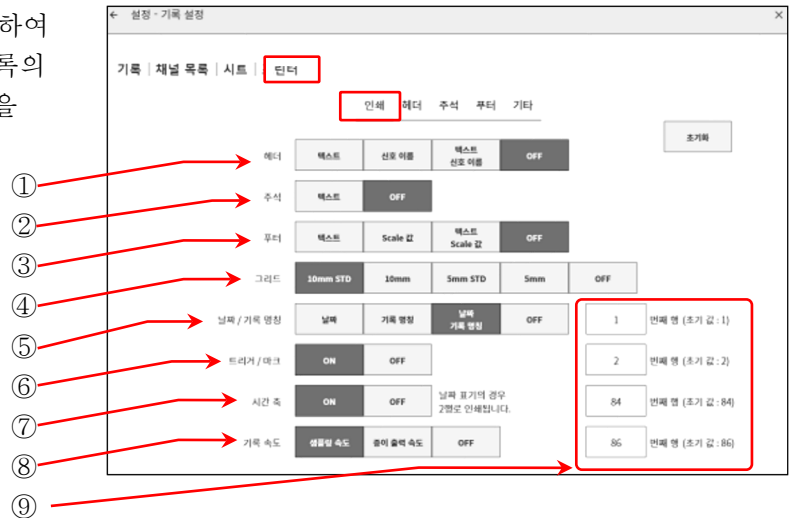 하여
록의
을
← 설정 - 기록 설정 ×
기록 | 채널 목록 | 시트 | 린터
인쇄 헤더 주석 푸터 기타
초기화
① 헤더 텍스트 신호 이름 텍스트 신호 이름 OFF
② 주석 텍스트 OFF
③ 푸터 텍스트 Scale 값 텍스트 Scale 값 OFF
④ 그리드 10mm STD 10mm 5mm STD 5mm OFF
⑤ 날짜 / 기록 명칭 날짜 기록 명칭 날짜 기록 명칭 OFF 1 번째 행 (초기 값 : 1)
⑥ 트리거 / 마크 ON OFF 2 번째 행 (초기 값 : 2)
⑦ 시간 축 ON OFF 날짜 표기의 경우 2행로 인쇄됩니다. 84 번째 행 (초기 값 : 84)
⑧ 기록 속도 샘플링 속도 종이 출력 속도 OFF 86 번째 행 (초기 값 : 86)
⑨